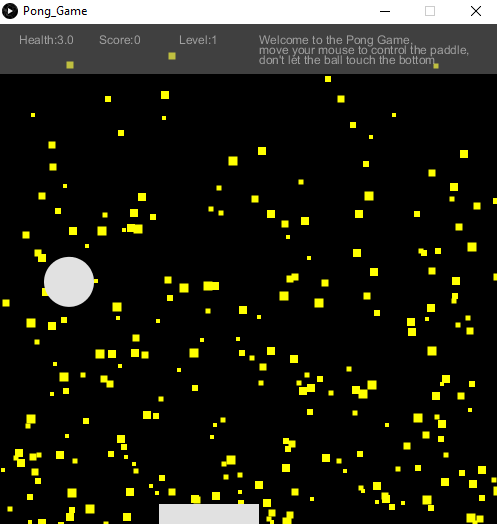 Pong_Game
Health:3.0 Score:0 Level:1
Welcome to the Pong Game,
move your mouse to control the paddle,
don't let the ball touch the bottom